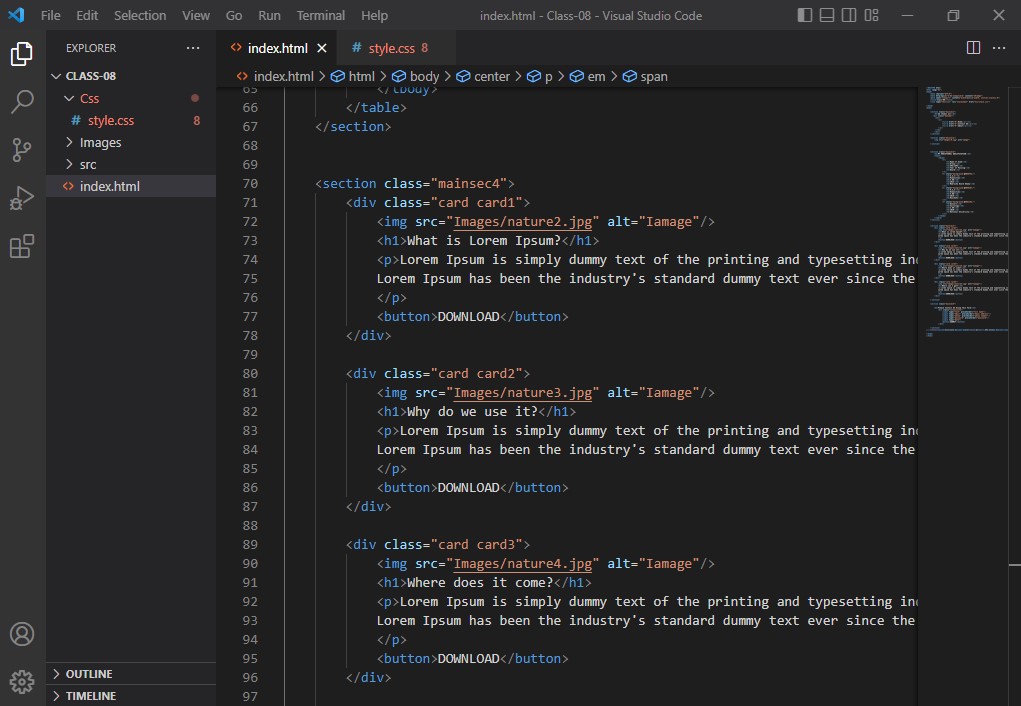 File Edit Selection View Go Run Terminal Help index.html - Class-08 - Visual Studio Code
EXPLORER
CLASS-08
Css
style.css 8
Images
src
index.html
OUTLINE
TIMELINE
index.html style.css 8
index.html > html > body > center > p > em > span
65 </tbody>
66 </table>
67 </section>
68
69
70 <section class="mainsec4">
71 <div class="card card1">
72 <img src="Images/nature2.jpg" alt="Iamage"/>
73 <h1>What is Lorem Ipsum?</h1>
74 <p>Lorem Ipsum is simply dummy text of the printing and typesetting in
75 Lorem Ipsum has been the industry's standard dummy text ever since the
76 </p>
77 <button>DOWNLOAD</button>
78 </div>
79
80 <div class="card card2">
81 <img src="Images/nature3.jpg" alt="Iamage"/>
82 <h1>Why do we use it?</h1>
83 <p>Lorem Ipsum is simply dummy text of the printing and typesetting in
84 Lorem Ipsum has been the industry's standard dummy text ever since the
85 </p>
86 <button>DOWNLOAD</button>
87 </div>
88
89 <div class="card card3">
90 <img src="Images/nature4.jpg" alt="Iamage"/>
91 <h1>Where does it come?</h1>
92 <p>Lorem Ipsum is simply dummy text of the printing and typesetting in
93 Lorem Ipsum has been the industry's standard dummy text ever since the
94 </p>
95 <button>DOWNLOAD</button>
96 </div>
97